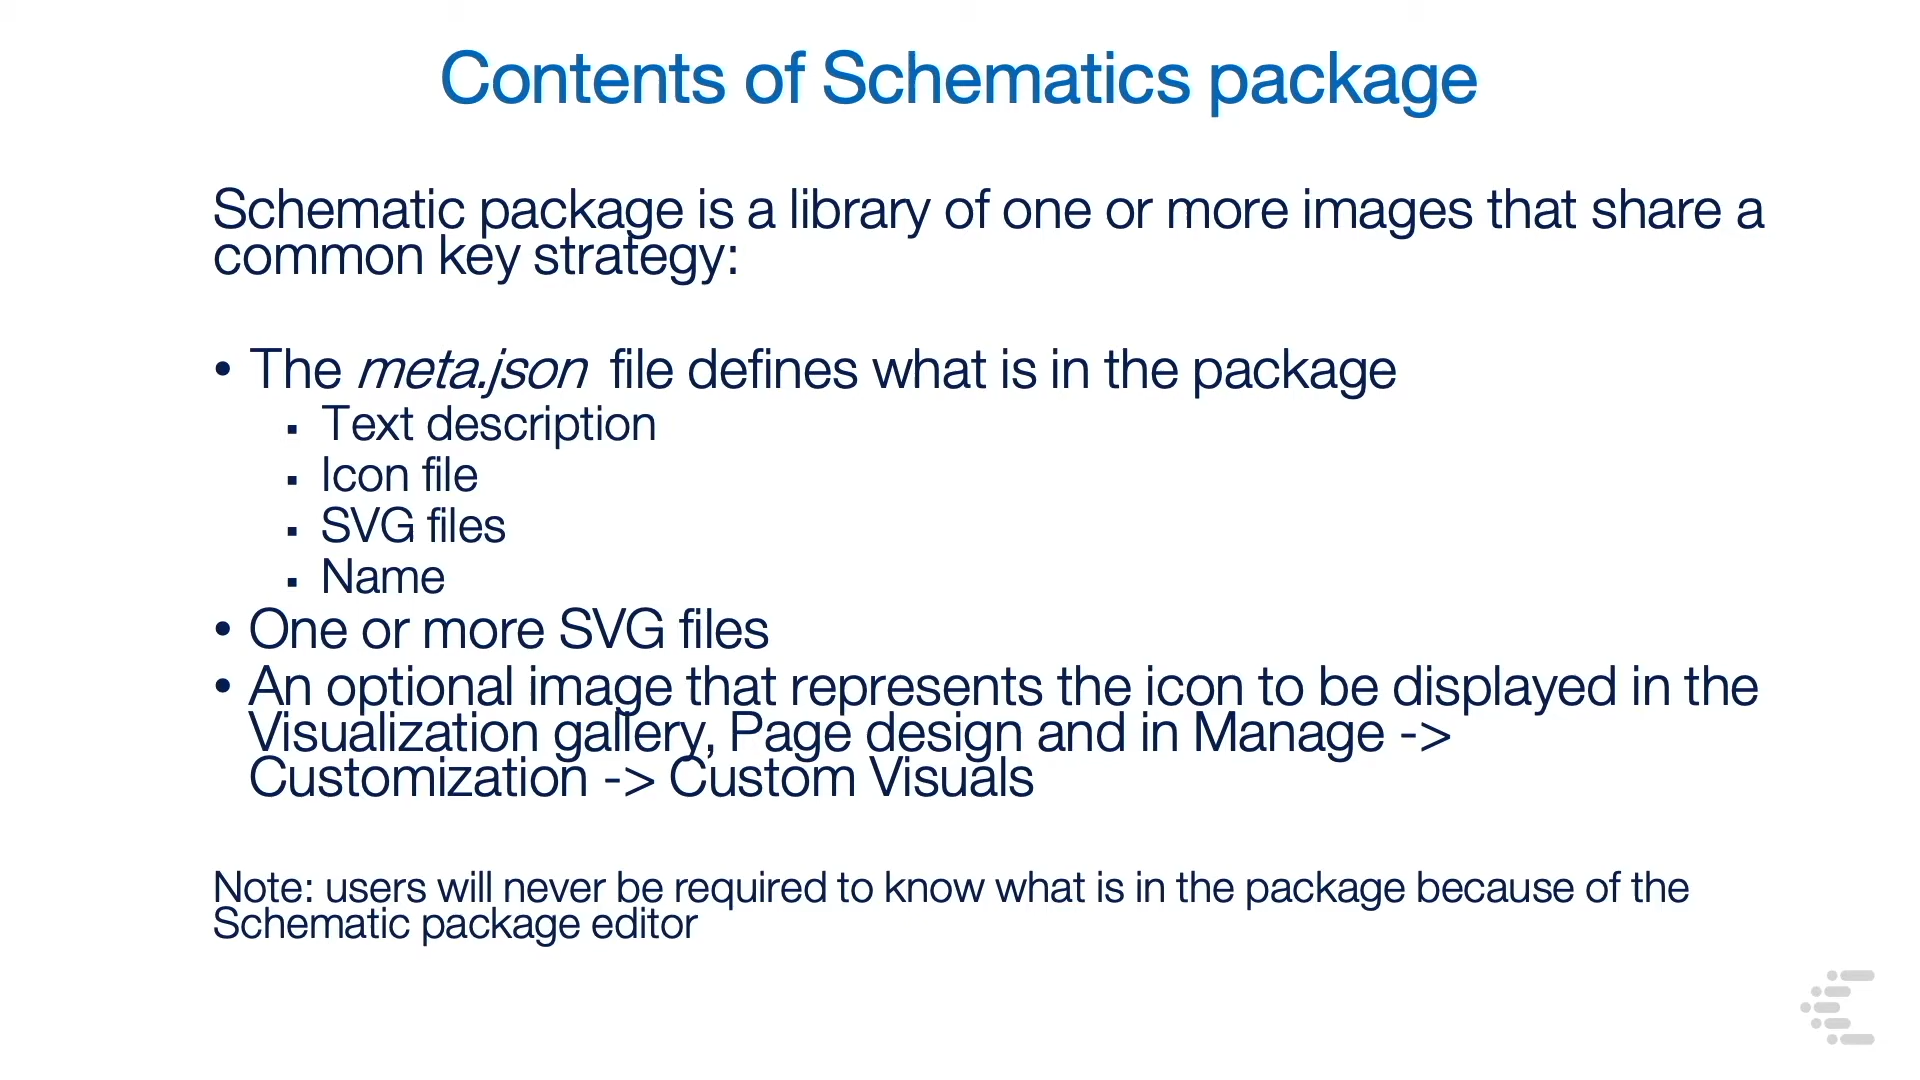 Contents of Schematics package
Schematic package is a library of one or more images that share a
common key strategy:
• The meta.json file defines what is in the package
▪ Text description
▪ Icon file
▪ SVG files
▪ Name
• One or more SVG files
• An optional image that represents the icon to be displayed in the
Visualization gallery, Page design and in Manage ->
Customization -> Custom Visuals
Note: users will never be required to know what is in the package because of the
Schematic package editor